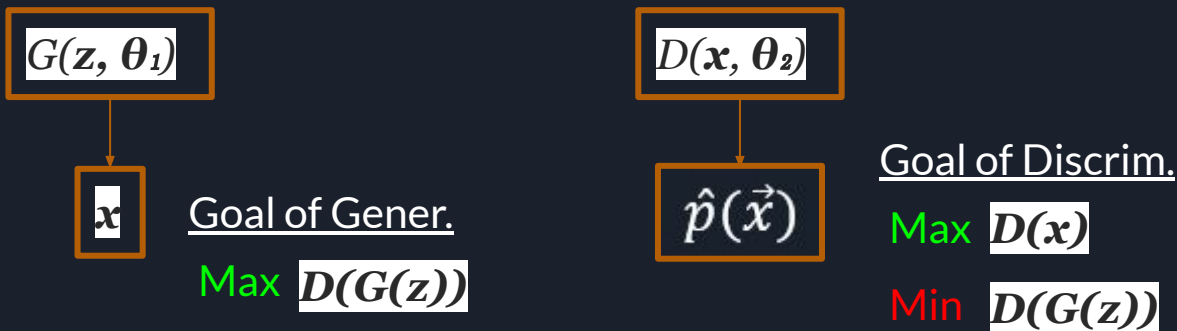 G(z, θ₁)
x
Goal of Gener.
Max D(G(z))
D(x, θ₂)
p̂(x⃗)
Goal of Discrim.
Max D(x)
Min D(G(z))